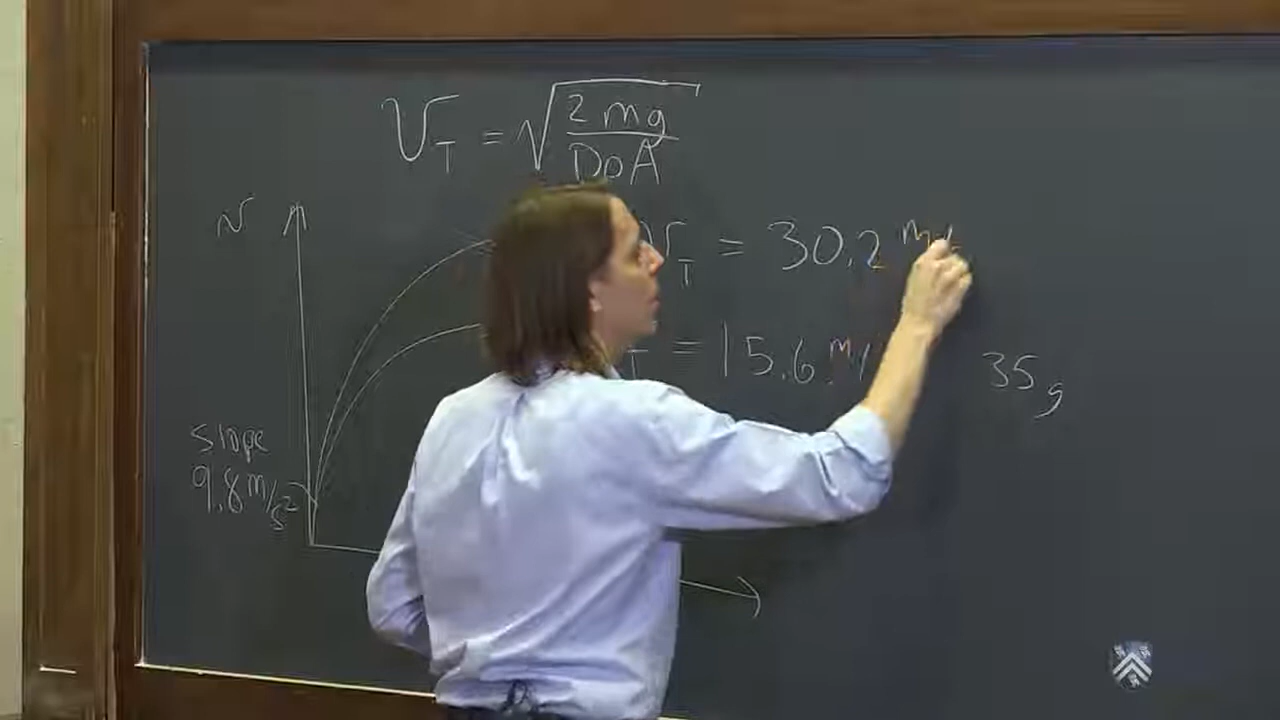 v_T = √(2mg / DρA)
v
v_T = 30.2 m/
T = 15.6 m/
35 g
slope
9.8 m/s²